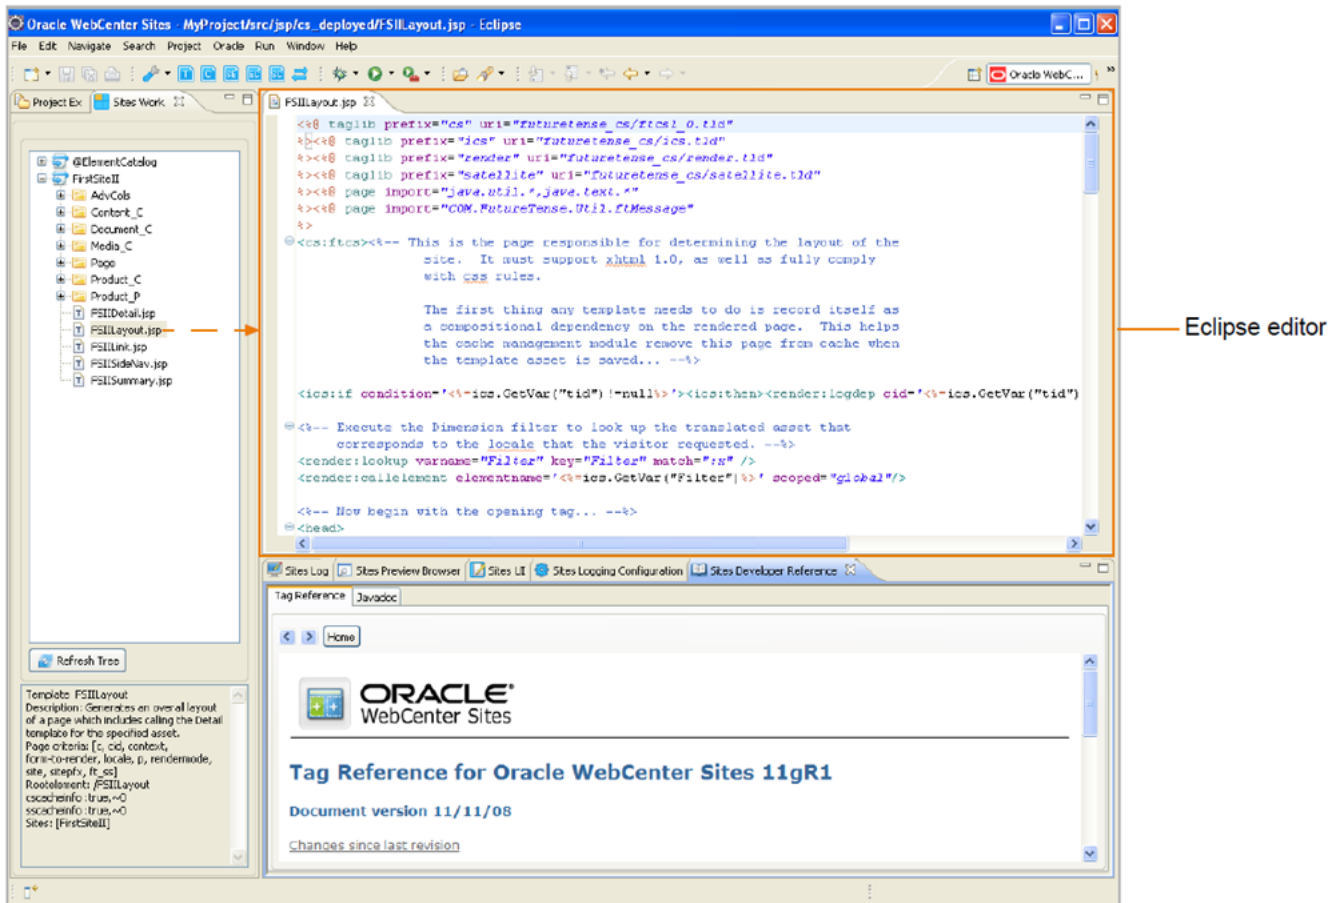 Oracle WebCenter Sites - MyProject/src/jsp/cs_deployed/FSIILayout.jsp - Eclipse
File Edit Navigate Search Project Oracle Run Window Help
Oracle WebC...
Project Ex
Sites Work
@ElementCatalog
FirstSiteII
AdvCols
Content_C
Document_C
Media_C
Page
Product_C
Product_P
FSIIDetail.jsp
FSIILayout.jsp
FSIILink.jsp
FSIISideNav.jsp
FSIISummary.jsp
Refresh Tree
Template FSIILayout
Description: Generates an overall layout
of a page which includes calling the Detail
template for the specified asset.
Page criteria: [c, cid, context,
form-to-render, locale, p, rendermode,
site, sitepfx, ft_ss]
Rootelement: /FSIILayout
cscacheinfo :true,~0
sscacheinfo :true,~0
Sites: [FirstSiteII]
FSIILayout.jsp
<%@ taglib prefix="cs" uri="futuretense_cs/ftcs1_0.tld"
%><%@ taglib prefix="ics" uri="futuretense_cs/ics.tld"
%><%@ taglib prefix="render" uri="futuretense_cs/render.tld"
%><%@ taglib prefix="satellite" uri="futuretense_cs/satellite.tld"
%><%@ page import="java.util.*,java.text.*"
%><%@ page import="COM.FutureTense.Util.ftMessage"
%>
<cs:ftcs><%-- This is the page responsible for determining the layout of the
site. It must support xhtml 1.0, as well as fully comply
with css rules.
The first thing any template needs to do is record itself as
a compositional dependency on the rendered page. This helps
the cache management module remove this page from cache when
the template asset is saved... --%>
<ics:if condition='<%=ics.GetVar("tid")!=null%>'><ics:then><render:logdep cid='<%=ics.GetVar("tid")
<%-- Execute the Dimension filter to look up the translated asset that
corresponds to the locale that the visitor requested. --%>
<render:lookup varname="Filter" key="Filter" match=":x" />
<render:callelement elementname='<%=ics.GetVar("Filter")%>' scoped="global"/>
<%-- Now begin with the opening tag... --%>
<head>
Eclipse editor
Sites Log
Sites Preview Browser
Sites UI
Sites Logging Configuration
Sites Developer Reference
Tag Reference
Javadoc
Home
ORACLE
WebCenter Sites
Tag Reference for Oracle WebCenter Sites 11gR1
Document version 11/11/08
Changes since last revision